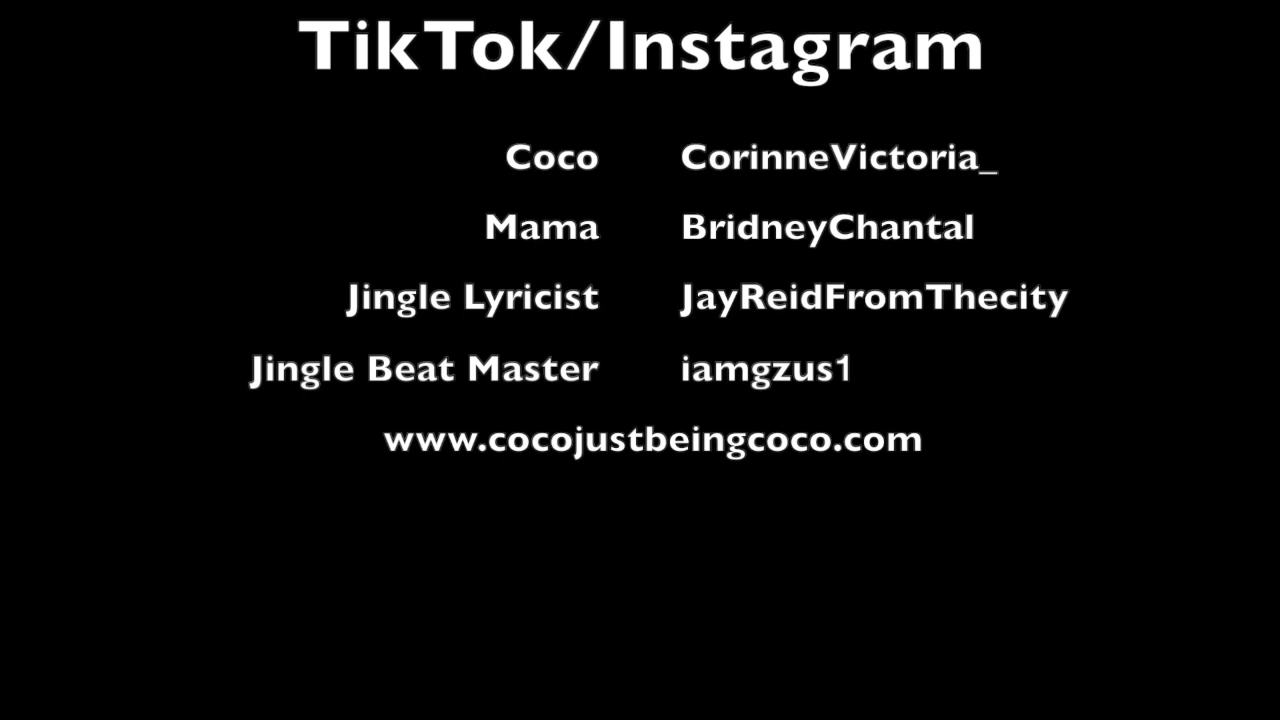 TikTok/Instagram
Coco CorinneVictoria_
Mama BridneyChantal
Jingle Lyricist JayReidFromThecity
Jingle Beat Master iamgzus1
www.cocojustbeingcoco.com